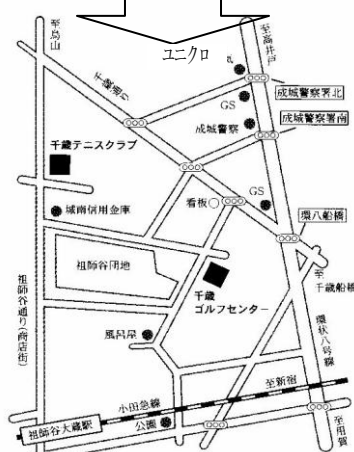 ユニクロ
至烏山
至高井戸
千歳通り
GS
成城警察署北
成城警察
成城警察署南
千歳テニスクラブ
城南信用金庫
看板
GS
環八船橋
祖師谷団地
千歳
ゴルフセンター
至
千歳船橋
祖師谷通り(商店街)
環状八号線
風呂屋
小田急線
至新宿
祖師谷大蔵駅
公園
至用賀